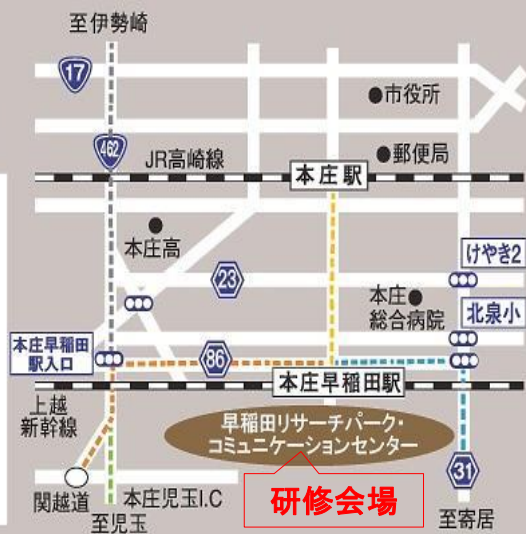 至伊勢崎
17
●市役所
462
JR高崎線
●郵便局
本庄駅
本庄高
けやき2
23
本庄●
総合病院
北泉小
本庄早稲田
駅入口
86
本庄早稲田駅
上越
新幹線
早稲田リサーチパーク・
コミュニケーションセンター
31
関越道
本庄児玉I.C
研修会場
至児玉
至寄居